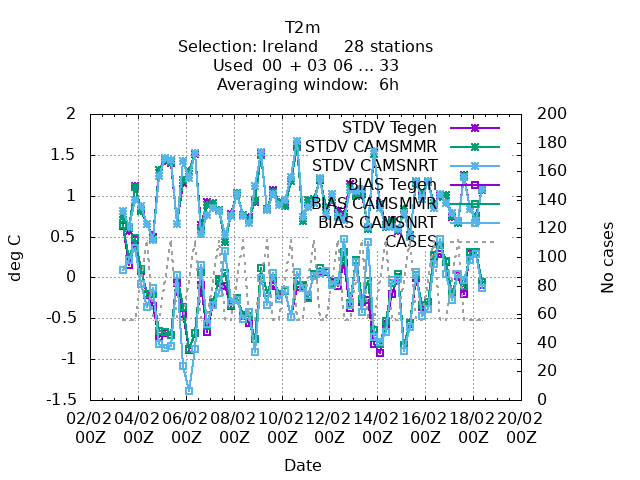 T2m
Selection: Ireland 28 stations
Used 00 + 03 06 ... 33
Averaging window: 6h
2
1.5
1
0.5
0
-0.5
-1
-1.5
deg C
200
180
160
140
120
100
80
60
40
20
0
No cases
STDV Tegen
STDV CAMSMMR
STDV CAMSNRT
BIAS Tegen
BIAS CAMSMMR
BIAS CAMSNRT
CASES
02/02 04/02 06/02 08/02 10/02 12/02 14/02 16/02 18/02 20/02
00Z 00Z 00Z 00Z 00Z 00Z 00Z 00Z 00Z 00Z
Date